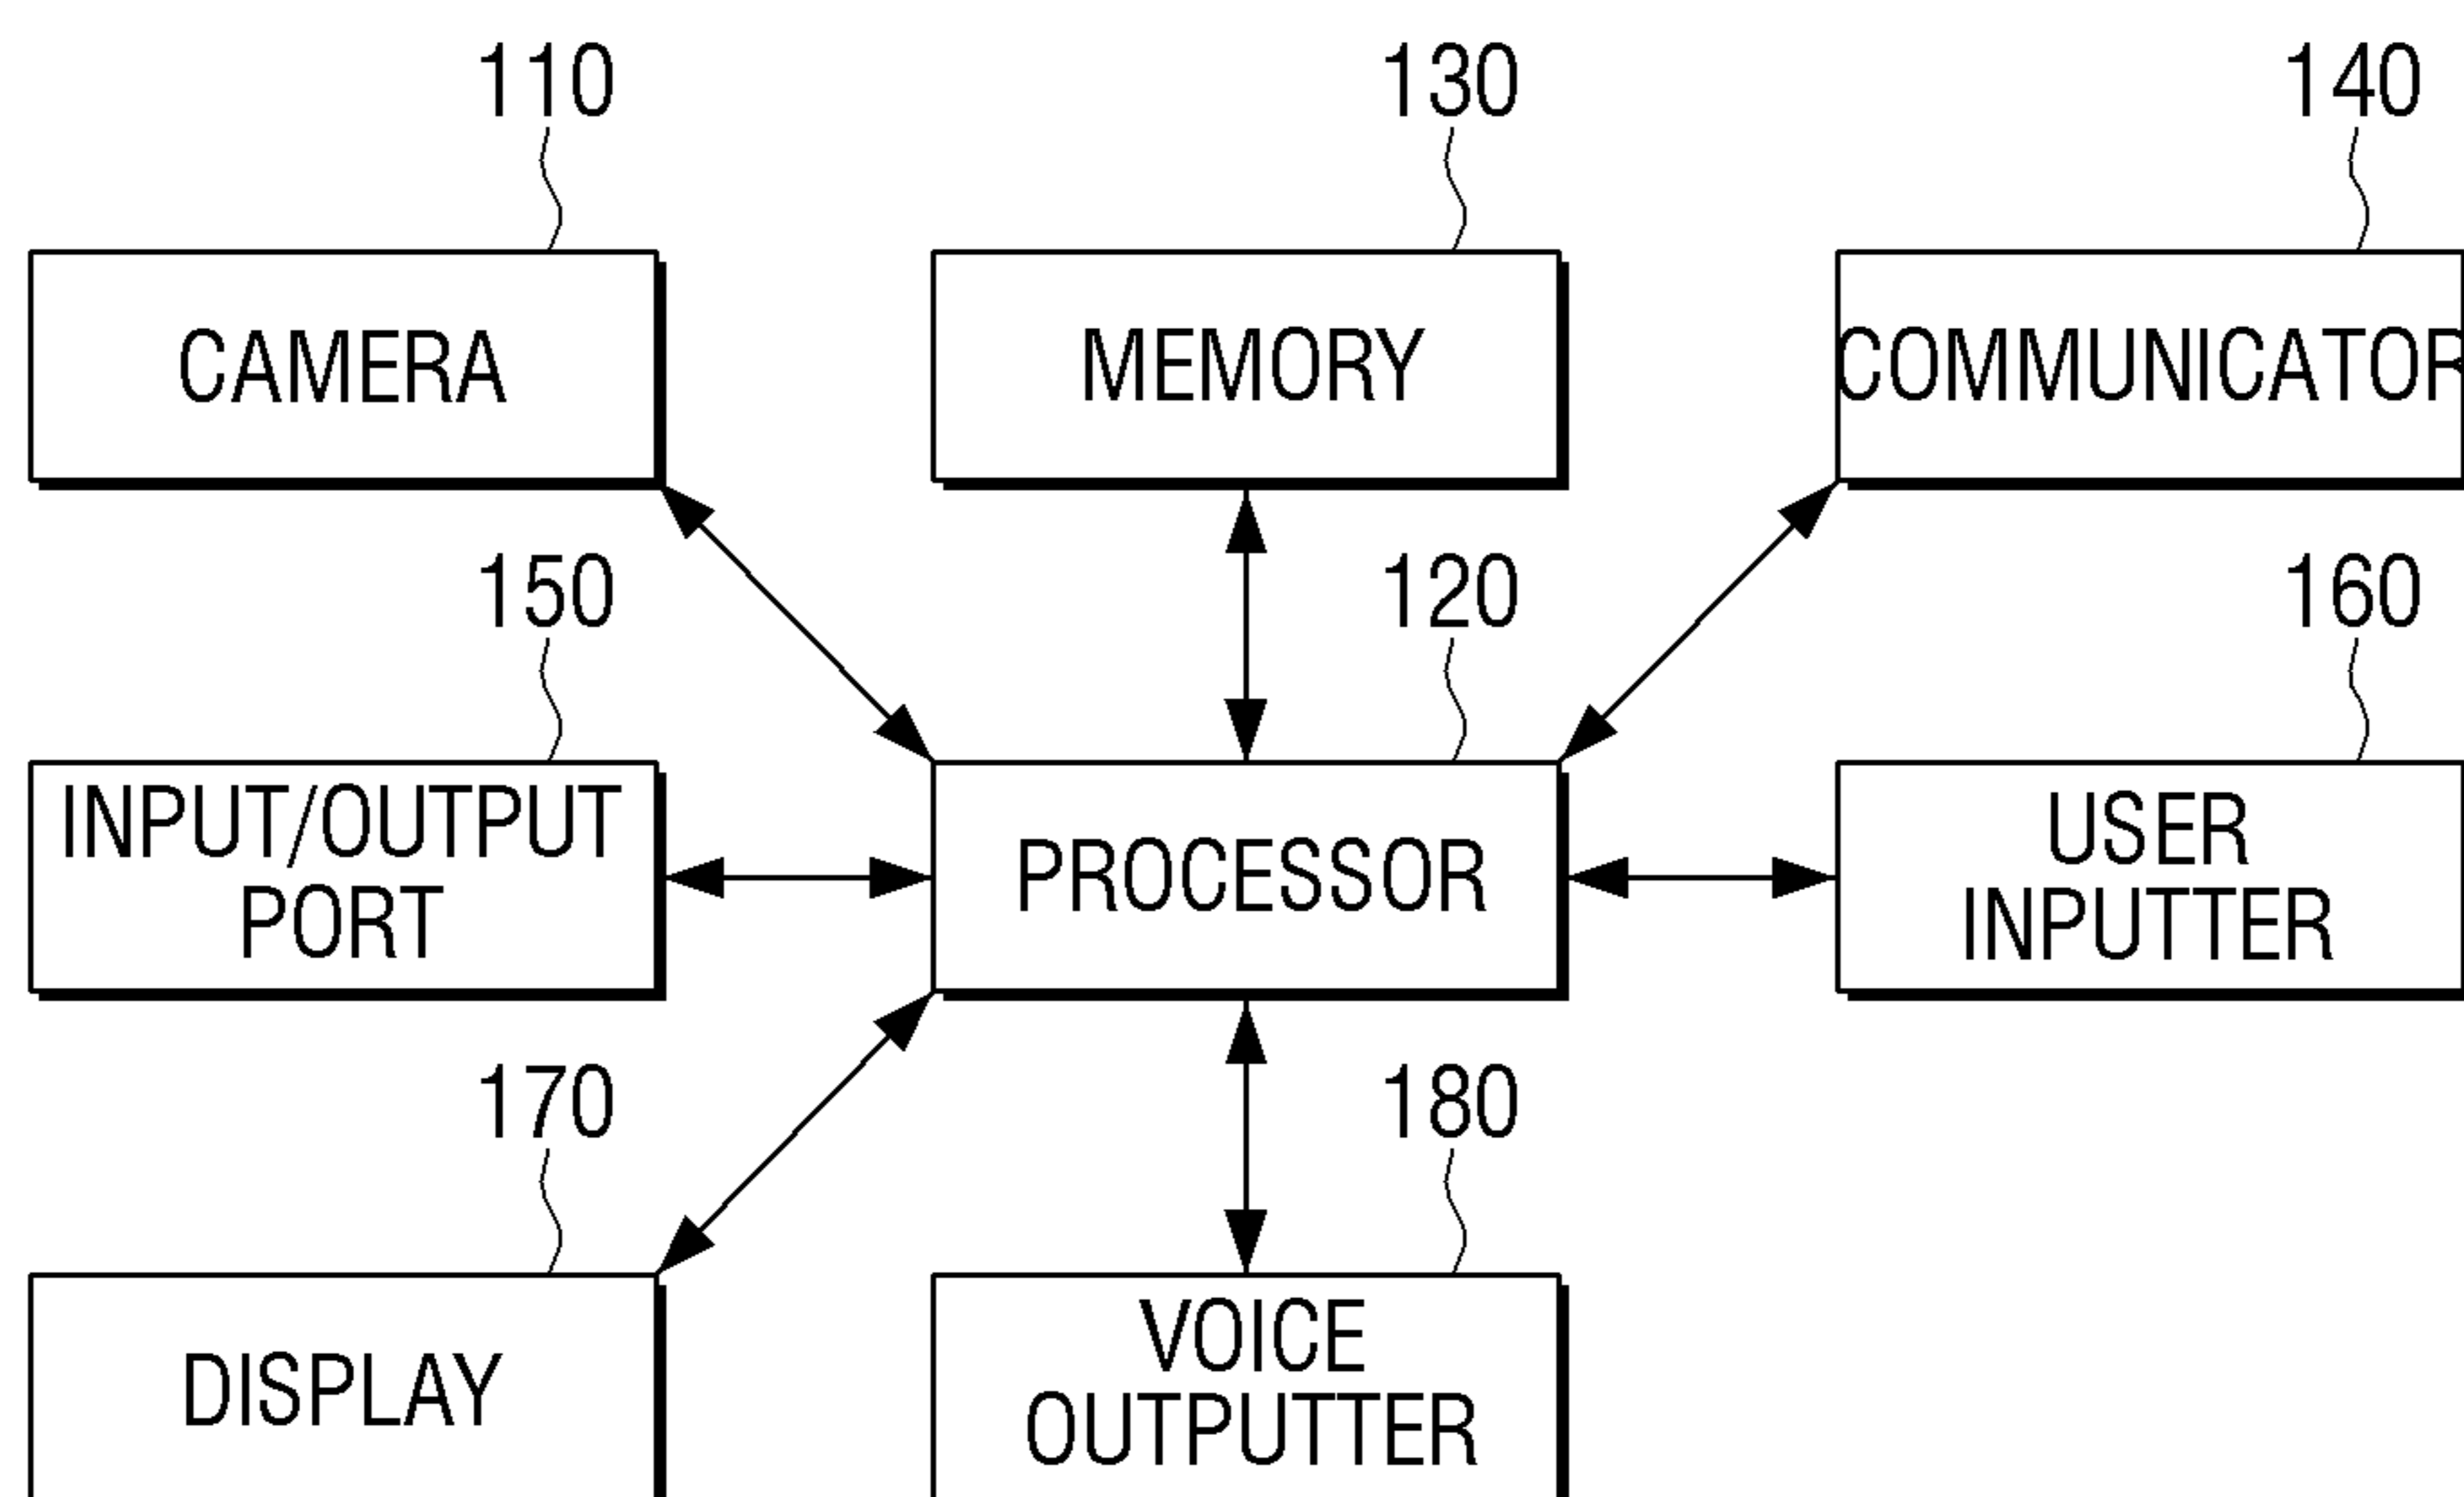 110
130
140
CAMERA
MEMORY
COMMUNICATOR
150
120
160
INPUT/OUTPUT
PORT
PROCESSOR
USER
INPUTTER
170
180
DISPLAY
VOICE
OUTPUTTER